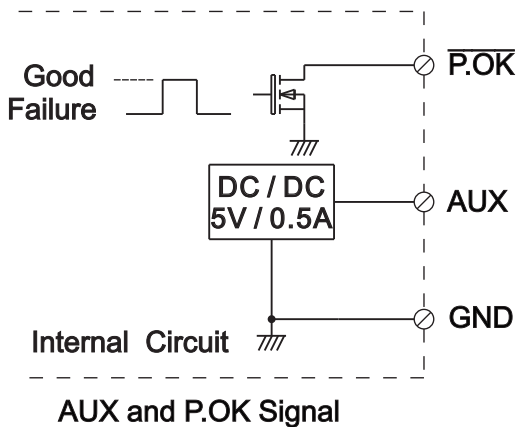 P.OK
Good
Failure
DC / DC
5V / 0.5A
AUX
GND
Internal Circuit
AUX and P.OK Signal